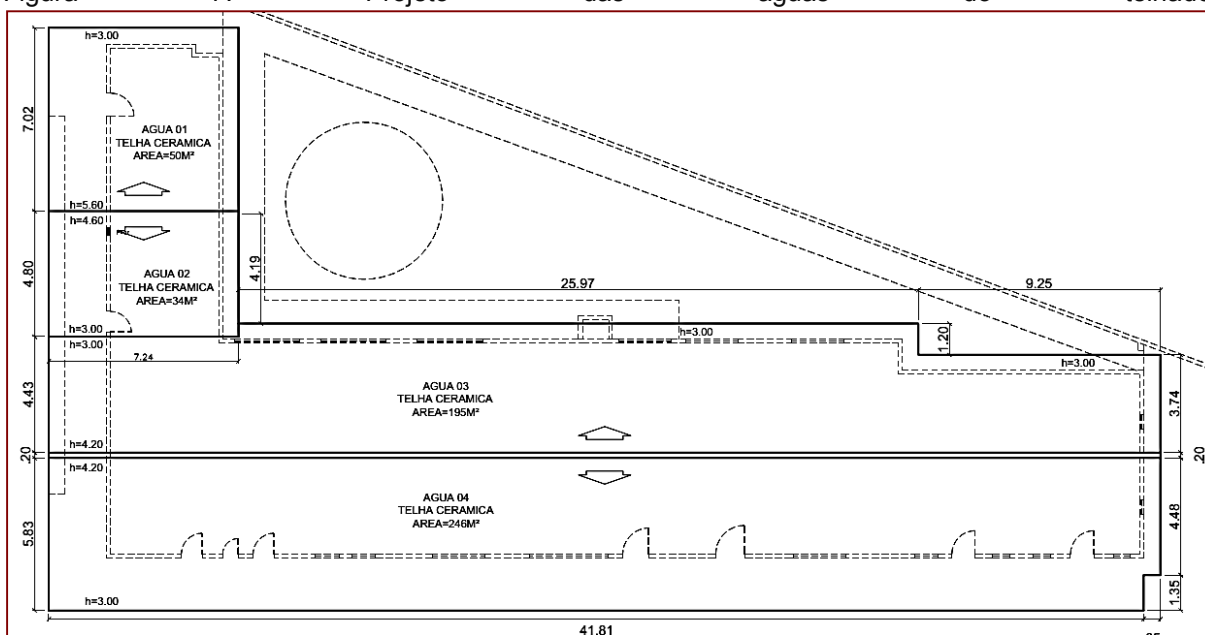 Figura Projeto das águas do telhado
h=3.00
7.02
AGUA 01
TELHA CERAMICA
AREA=50M²
h=5.60
h=4.60
4.80
4.19
AGUA 02
TELHA CERAMICA
AREA=34M²
25.97
9.25
h=3.00
h=3.00
7.24
h=3.00
1.20
h=3.00
4.43
AGUA 03
TELHA CERAMICA
AREA=195M²
3.74
h=4.20
.20
.20
h=4.20
AGUA 04
TELHA CERAMICA
AREA=246M²
4.48
5.83
1.35
h=3.00
41.81